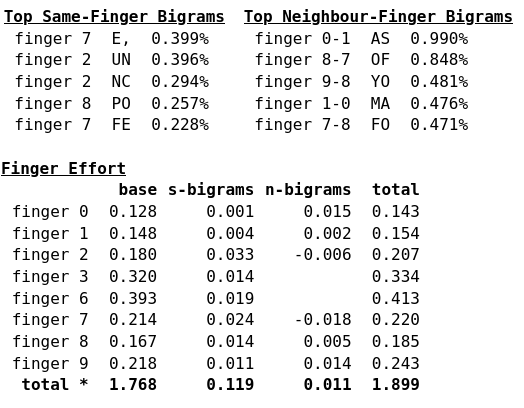 Top Same-Finger Bigrams  Top Neighbour-Finger Bigrams
finger 7  E,  0.399%  finger 0-1  AS  0.990%
finger 2  UN  0.396%  finger 8-7  OF  0.848%
finger 2  NC  0.294%  finger 9-8  YO  0.481%
finger 8  PO  0.257%  finger 1-0  MA  0.476%
finger 7  FE  0.228%  finger 7-8  FO  0.471%
Finger Effort
base s-bigrams n-bigrams  total
finger 0  0.128  0.001  0.015  0.143
finger 1  0.148  0.004  0.002  0.154
finger 2  0.180  0.033  -0.006  0.207
finger 3  0.320  0.014  0.334
finger 6  0.393  0.019  0.413
finger 7  0.214  0.024  -0.018  0.220
finger 8  0.167  0.014  0.005  0.185
finger 9  0.218  0.011  0.014  0.243
total *  1.768  0.119  0.011  1.899